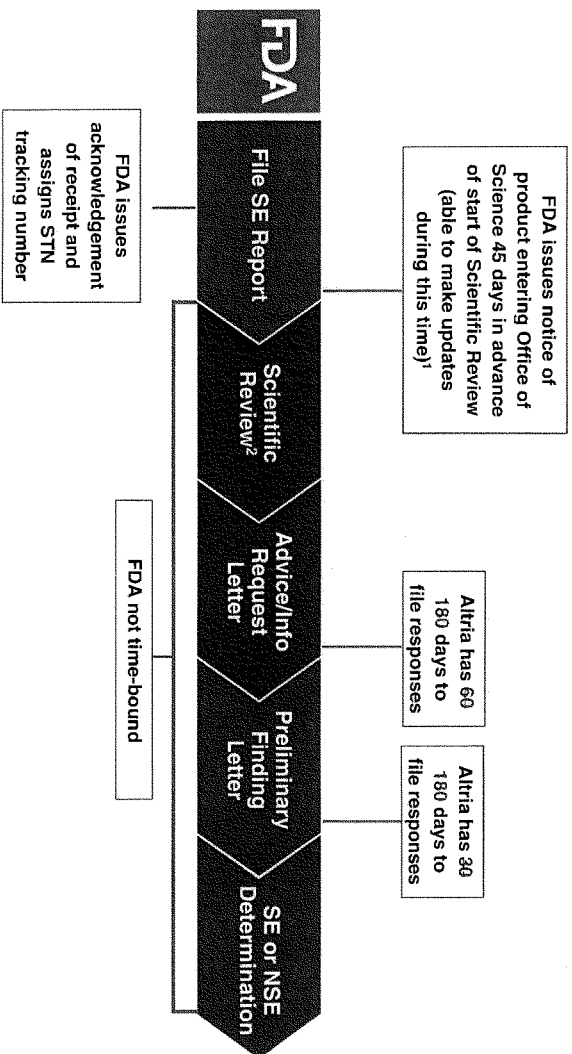 FDA issues notice of
product entering Office of
Science 45 days in advance
of start of Scientific Review
(able to make updates
during this time)¹
Altria has 60
180 days to
file responses
Altria has 30
180 days to
file responses
FDA
File SE Report
Scientific
Review²
Advice/Info
Request
Letter
Preliminary
Finding
Letter
SE or NSE
Determination
FDA issues
acknowledgement
of receipt and
assigns STN
tracking number
FDA not time-bound